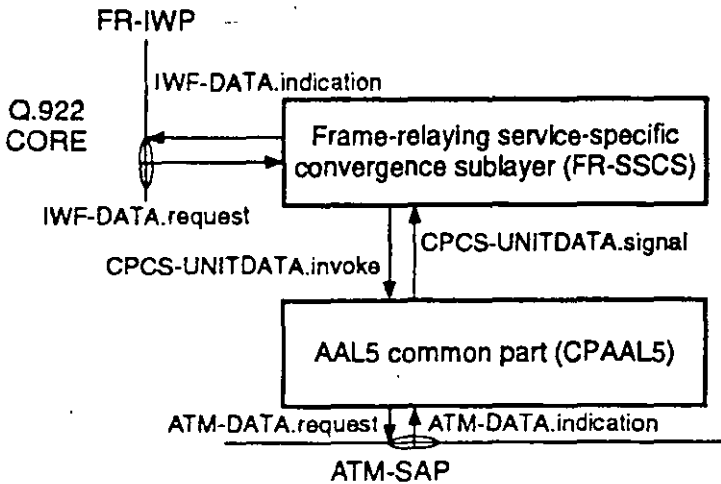 FR-IWP
IWF-DATA.indication
Q.922
CORE
Frame-relaying service-specific
convergence sublayer (FR-SSCS)
IWF-DATA.request
CPCS-UNITDATA.signal
CPCS-UNITDATA.invoke
AAL5 common part (CPAAL5)
ATM-DATA.request
ATM-DATA.indication
ATM-SAP